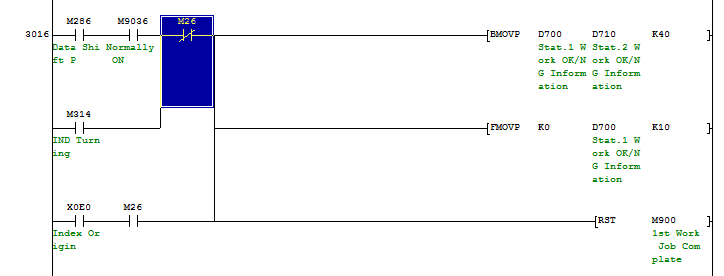 M286 M9036 M26
3016 [BMOVP D700 D710 K40 ]
Data Shi Normally Stat.1 W Stat.2 W
ft P ON ork OK/N ork OK/N
G Inform G Inform
ation ation
M314
[FMOVP K0 D700 K10 ]
IND Turn Stat.1 W
ing ork OK/N
G Inform
ation
X0E0 M26
[RST M900 ]
Index Or 1st Work
igin Job Com
plate